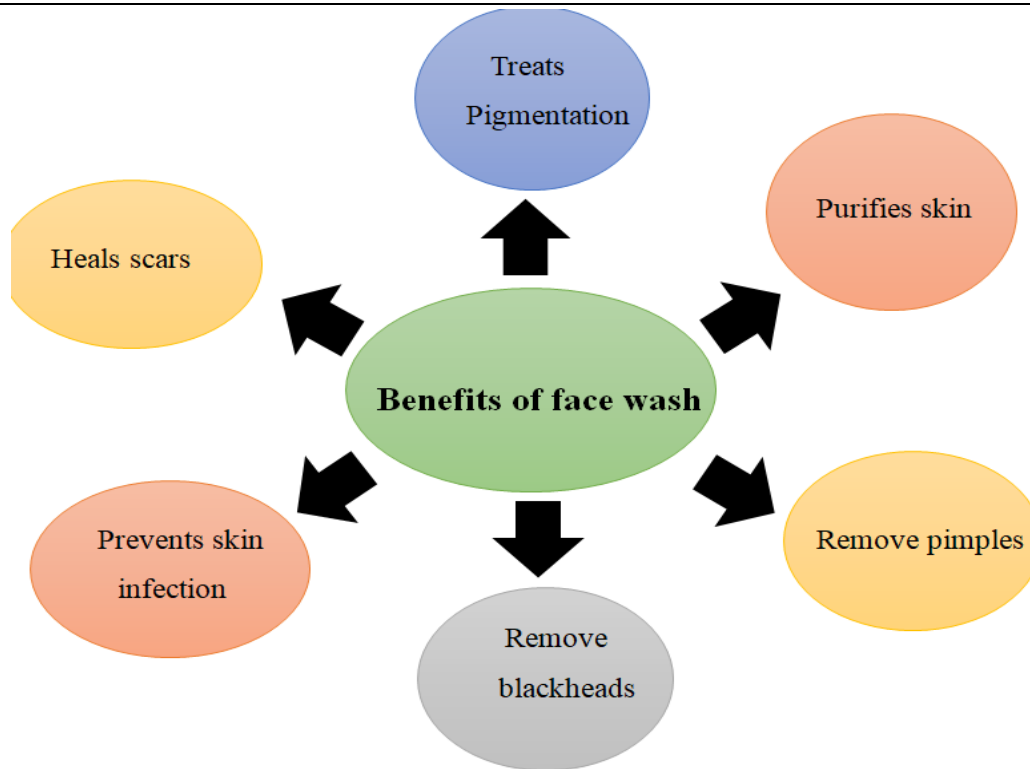 Treats
Pigmentation
Purifies skin
Heals scars
Benefits of face wash
Prevents skin
infection
Remove pimples
Remove
blackheads